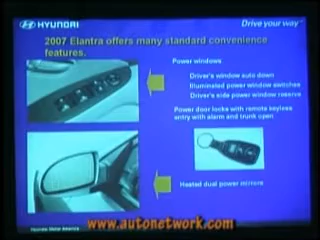 HYUNDAI
Drive your way
2007 Elantra offers many standard convenience
features.
Power windows
Driver's window auto down
Illuminated power window switches
Driver's side power window reserve
Power door locks with remote keyless
entry with alarm and trunk open
Heated dual power mirrors
Hyundai Motor America
www.autonetwork.com